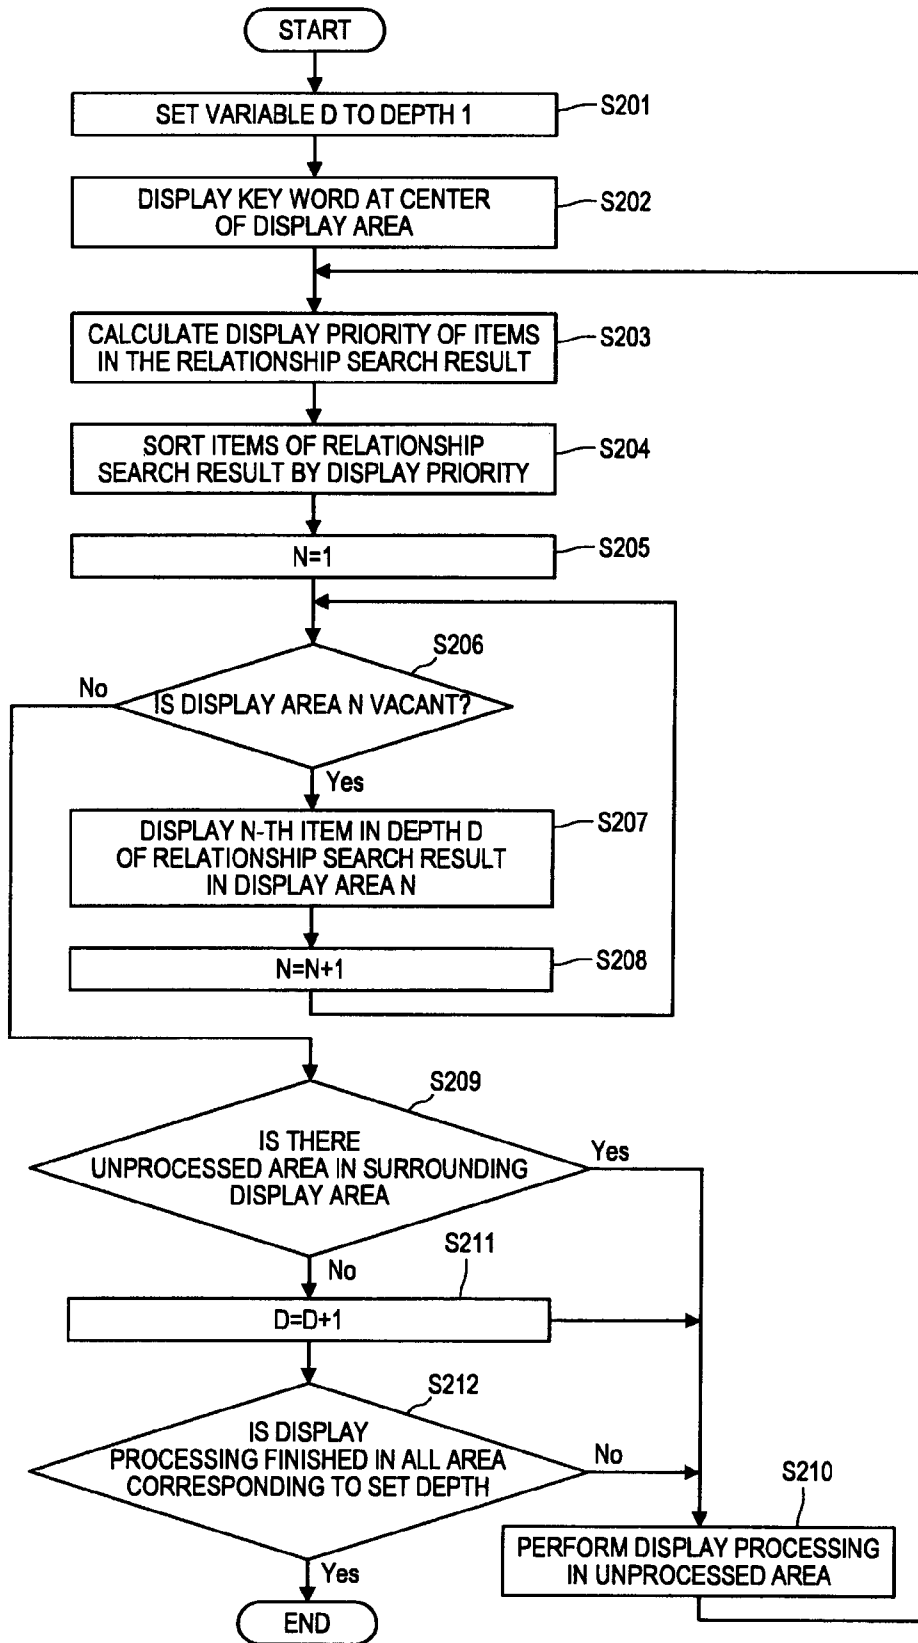 START
SET VARIABLE D TO DEPTH 1
S201
DISPLAY KEY WORD AT CENTER
OF DISPLAY AREA
S202
CALCULATE DISPLAY PRIORITY OF ITEMS
IN THE RELATIONSHIP SEARCH RESULT
S203
SORT ITEMS OF RELATIONSHIP
SEARCH RESULT BY DISPLAY PRIORITY
S204
N=1
S205
S206
No
IS DISPLAY AREA N VACANT?
Yes
DISPLAY N-TH ITEM IN DEPTH D
OF RELATIONSHIP SEARCH RESULT
IN DISPLAY AREA N
S207
N=N+1
S208
S209
IS THERE
UNPROCESSED AREA IN SURROUNDING
DISPLAY AREA
Yes
No
S211
D=D+1
S212
IS DISPLAY
PROCESSING FINISHED IN ALL AREA
CORRESPONDING TO SET DEPTH
No
S210
PERFORM DISPLAY PROCESSING
IN UNPROCESSED AREA
Yes
END